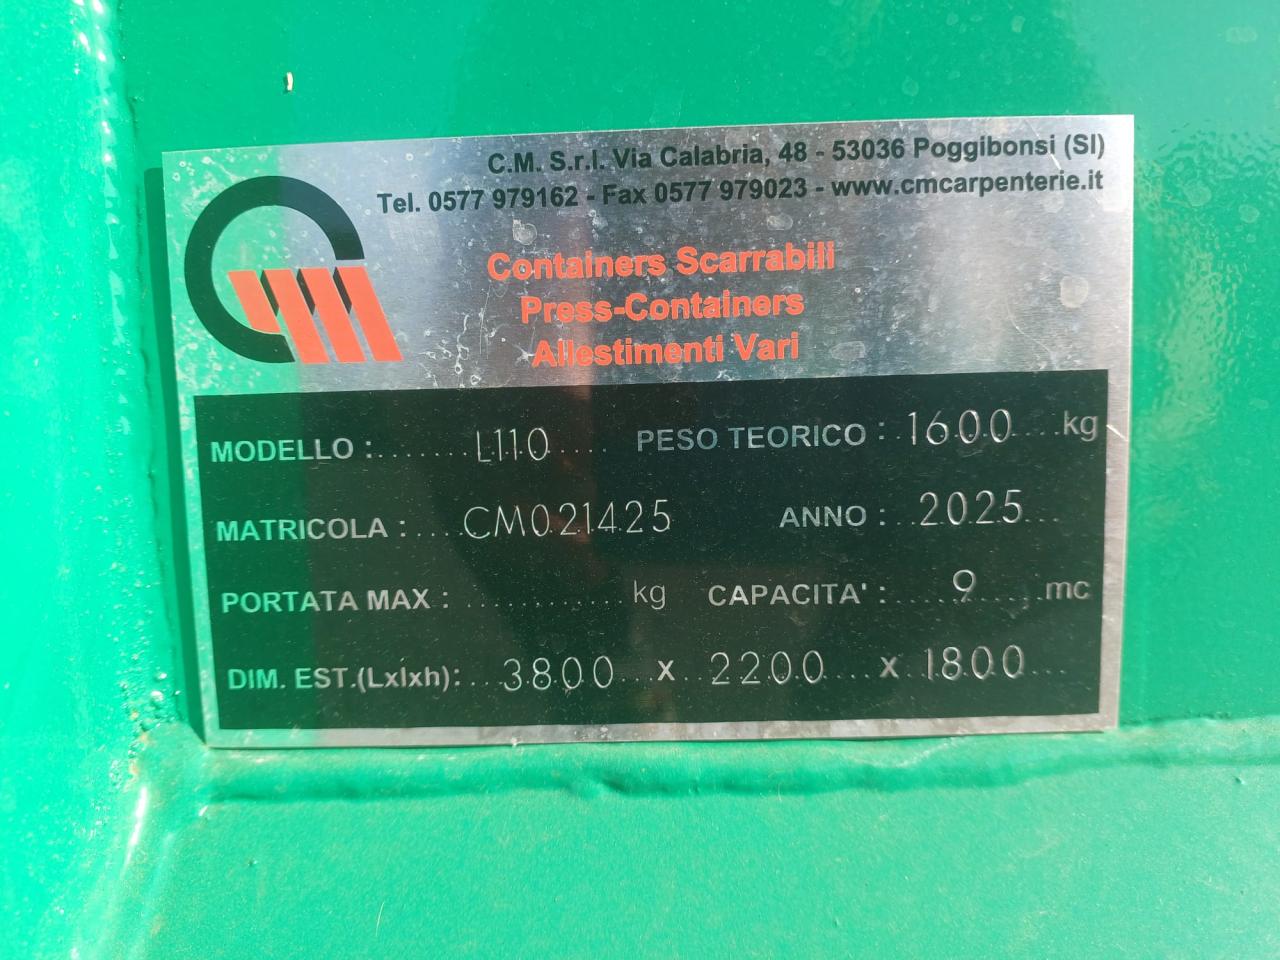 C.M. S.r.l. Via Calabria, 48 - 53036 Poggibonsi (SI)
Tel. 0577 979162 - Fax 0577 979023 - www.cmcarpenterie.it
Containers Scarrabili
Press-Containers
Allestimenti Vari
MODELLO : L110 PESO TEORICO : 1600 kg
MATRICOLA : CM021425 ANNO : 2025
PORTATA MAX : kg CAPACITA' : 9 mc
DIM. EST.(Lxlxh): 3800 x 2200 x 1800